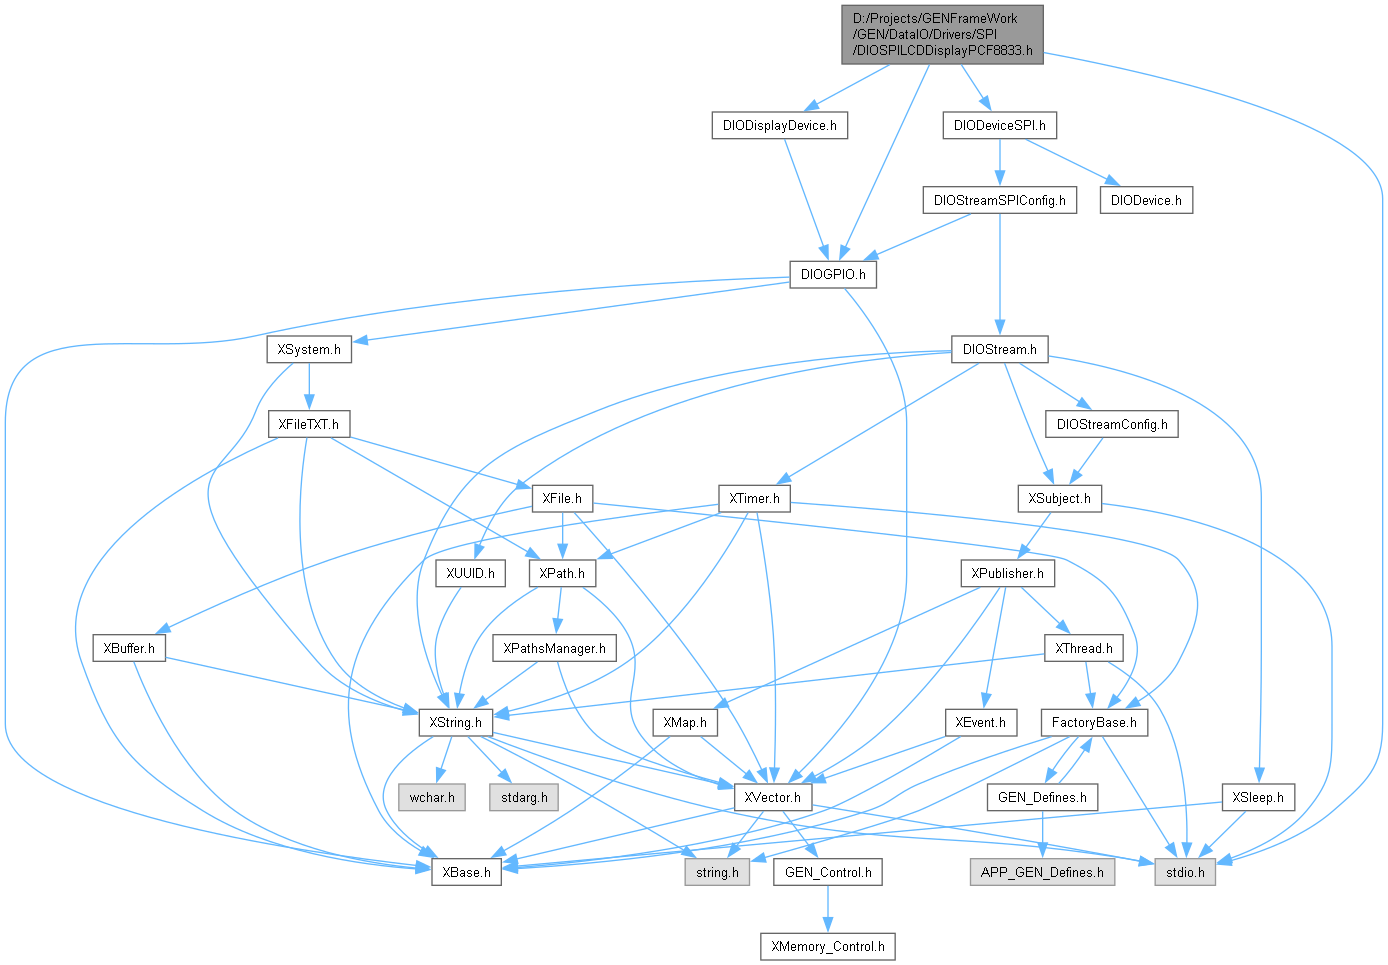 D:/Projects/GENFrameWork
/GEN/DataIO/Drivers/SPI
/DIOSPILCDDisplayPCF8833.h
DIODisplayDevice.h
DIODeviceSPI.h
DIOStreamSPIConfig.h
DIODevice.h
DIOGPIO.h
XSystem.h
DIOStream.h
XFileTXT.h
DIOStreamConfig.h
XFile.h
XTimer.h
XSubject.h
XUUID.h
XPath.h
XPublisher.h
XBuffer.h
XPathsManager.h
XThread.h
XString.h
XMap.h
XEvent.h
FactoryBase.h
wchar.h
stdarg.h
XVector.h
GEN_Defines.h
XSleep.h
XBase.h
string.h
GEN_Control.h
APP_GEN_Defines.h
stdio.h
XMemory_Control.h